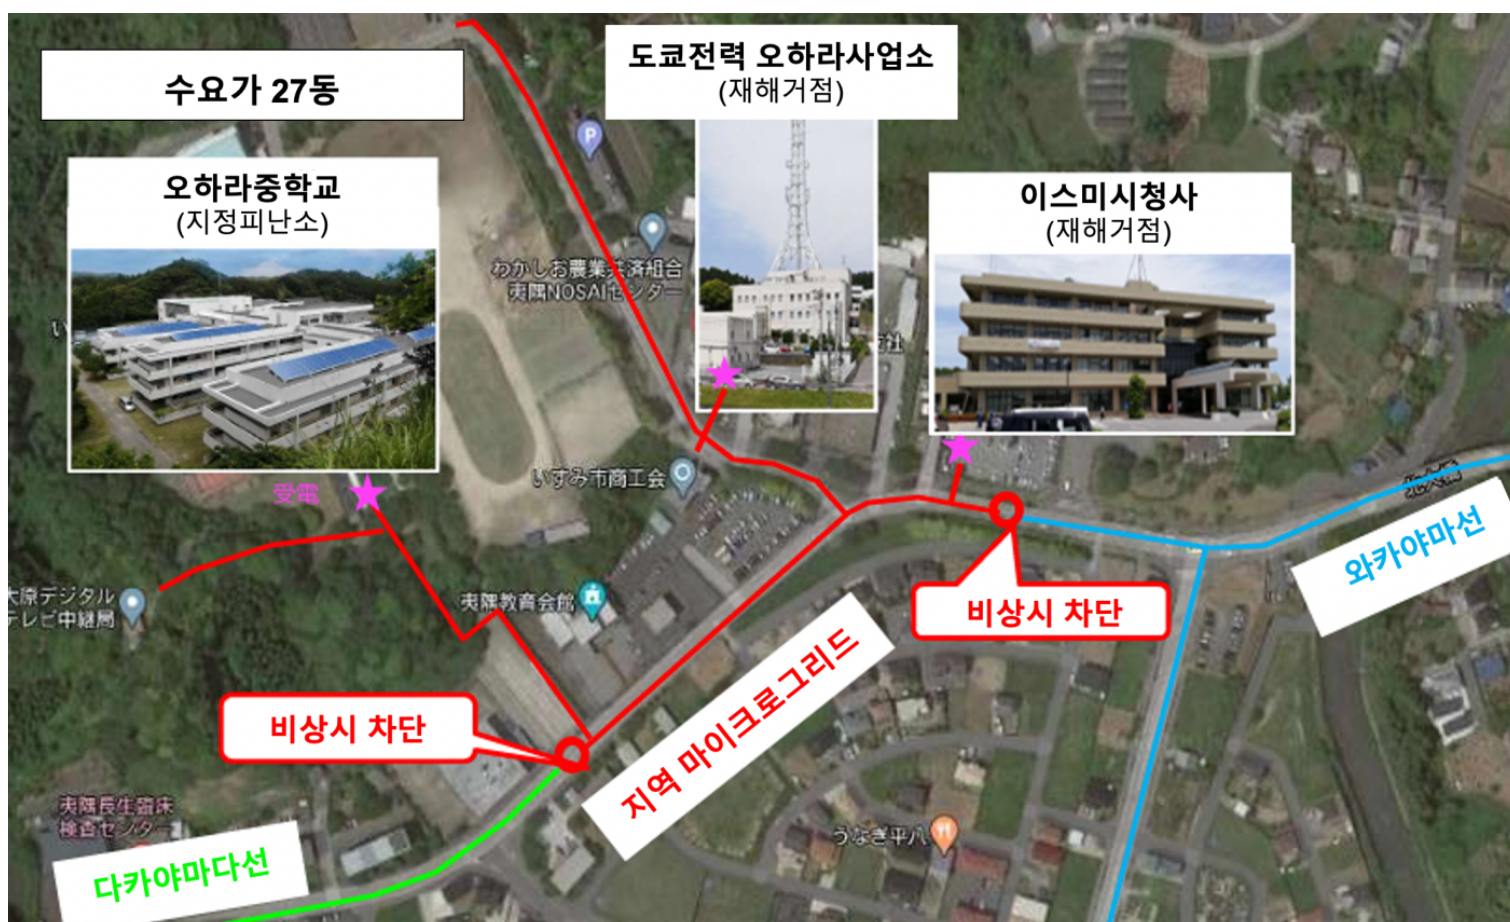 수요가 27동
도쿄전력 오하라사업소
(재해거점)
오하라중학교
(지정피난소)
이스미시청사
(재해거점)
P
わかしお農業共済組合
夷隅NOSAIセンター
いすみ市商工会
受電
大原デジタル
テレビ中継局
夷隅教育会館
와카야마선
비상시 차단
비상시 차단
지역 마이크로그리드
夷隅長生臨床
検査センター
うなぎ平八
다카야마다선